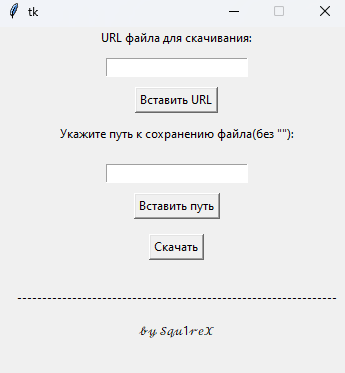 tk
URL файла для скачивания:
Вставить URL
Укажите путь к сохранению файла(без ""):
Вставить путь
Скачать
----------------------------------------------------------------
𝓫𝔂 𝓢𝓺𝓾1𝓻𝓮𝓧